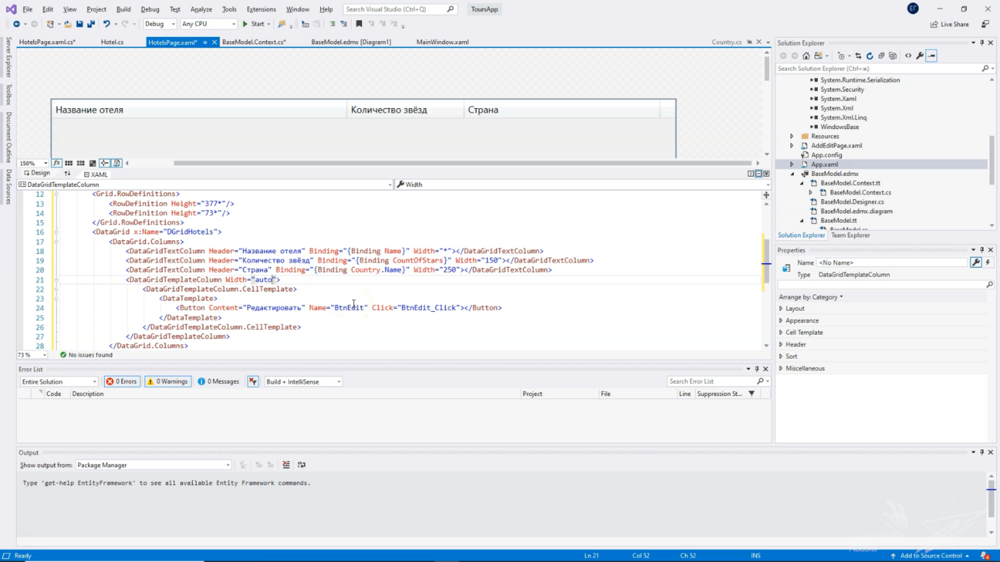 File Edit View Project Build Debug Test Analyze Tools Extensions Window Help Search Visual Studio (Ctrl+Q) ToursApp ЕГ
Debug Any CPU Start Live Share
HotelsPage.xaml.cs* Hotel.cs HotelsPage.xaml* BaseModel.Context.cs* BaseModel.edmx [Diagram1] MainWindow.xaml Country.cs
Server Explorer
Toolbox
Document Outline
Data Sources
Название отеля Количество звёзд Страна
150%
Design XAML
DataGridTemplateColumn Width
12 <Grid.RowDefinitions>
13 <RowDefinition Height="377*"/>
14 <RowDefinition Height="73*"/>
15 </Grid.RowDefinitions>
16 <DataGrid x:Name="DGridHotels">
17 <DataGrid.Columns>
18 <DataGridTextColumn Header="Название отеля" Binding="{Binding Name}" Width="*"></DataGridTextColumn>
19 <DataGridTextColumn Header="Количество звёзд" Binding="{Binding CountOfStars}" Width="150"></DataGridTextColumn>
20 <DataGridTextColumn Header="Страна" Binding="{Binding Country.Name}" Width="250"></DataGridTextColumn>
21 <DataGridTemplateColumn Width="auto">
22 <DataGridTemplateColumn.CellTemplate>
23 <DataTemplate>
24 <Button Content="Редактировать" Name="BtnEdit" Click="BtnEdit_Click"></Button>
25 </DataTemplate>
26 </DataGridTemplateColumn.CellTemplate>
27 </DataGridTemplateColumn>
28 </DataGrid.Columns>
73 % No issues found
Error List
Entire Solution 0 Errors 0 Warnings 0 Messages Build + IntelliSense Search Error List
Code Description Project File Line Suppression St...
Output
Show output from: Package Manager
Type 'get-help EntityFramework' to see all available Entity Framework commands.
Solution Explorer
Search Solution Explorer (Ctrl+ж)
System.Runtime.Serialization
System.Security
System.Xaml
System.Xml
System.Xml.Linq
WindowsBase
Resources
AddEditPage.xaml
App.config
App.xaml
BaseModel.edmx
BaseModel.Context.tt
BaseModel.Context.cs
BaseModel.Designer.cs
BaseModel.edmx.diagram
BaseModel.tt
Solution Explorer Team Explorer
Properties
Name <No Name>
Type DataGridTemplateColumn
Arrange by: Category
Layout
Appearance
Cell Template
Header
Sort
Miscellaneous
Russia
Ready Ln 21 Col 52 Ch 52 INS Add to Source Control 4